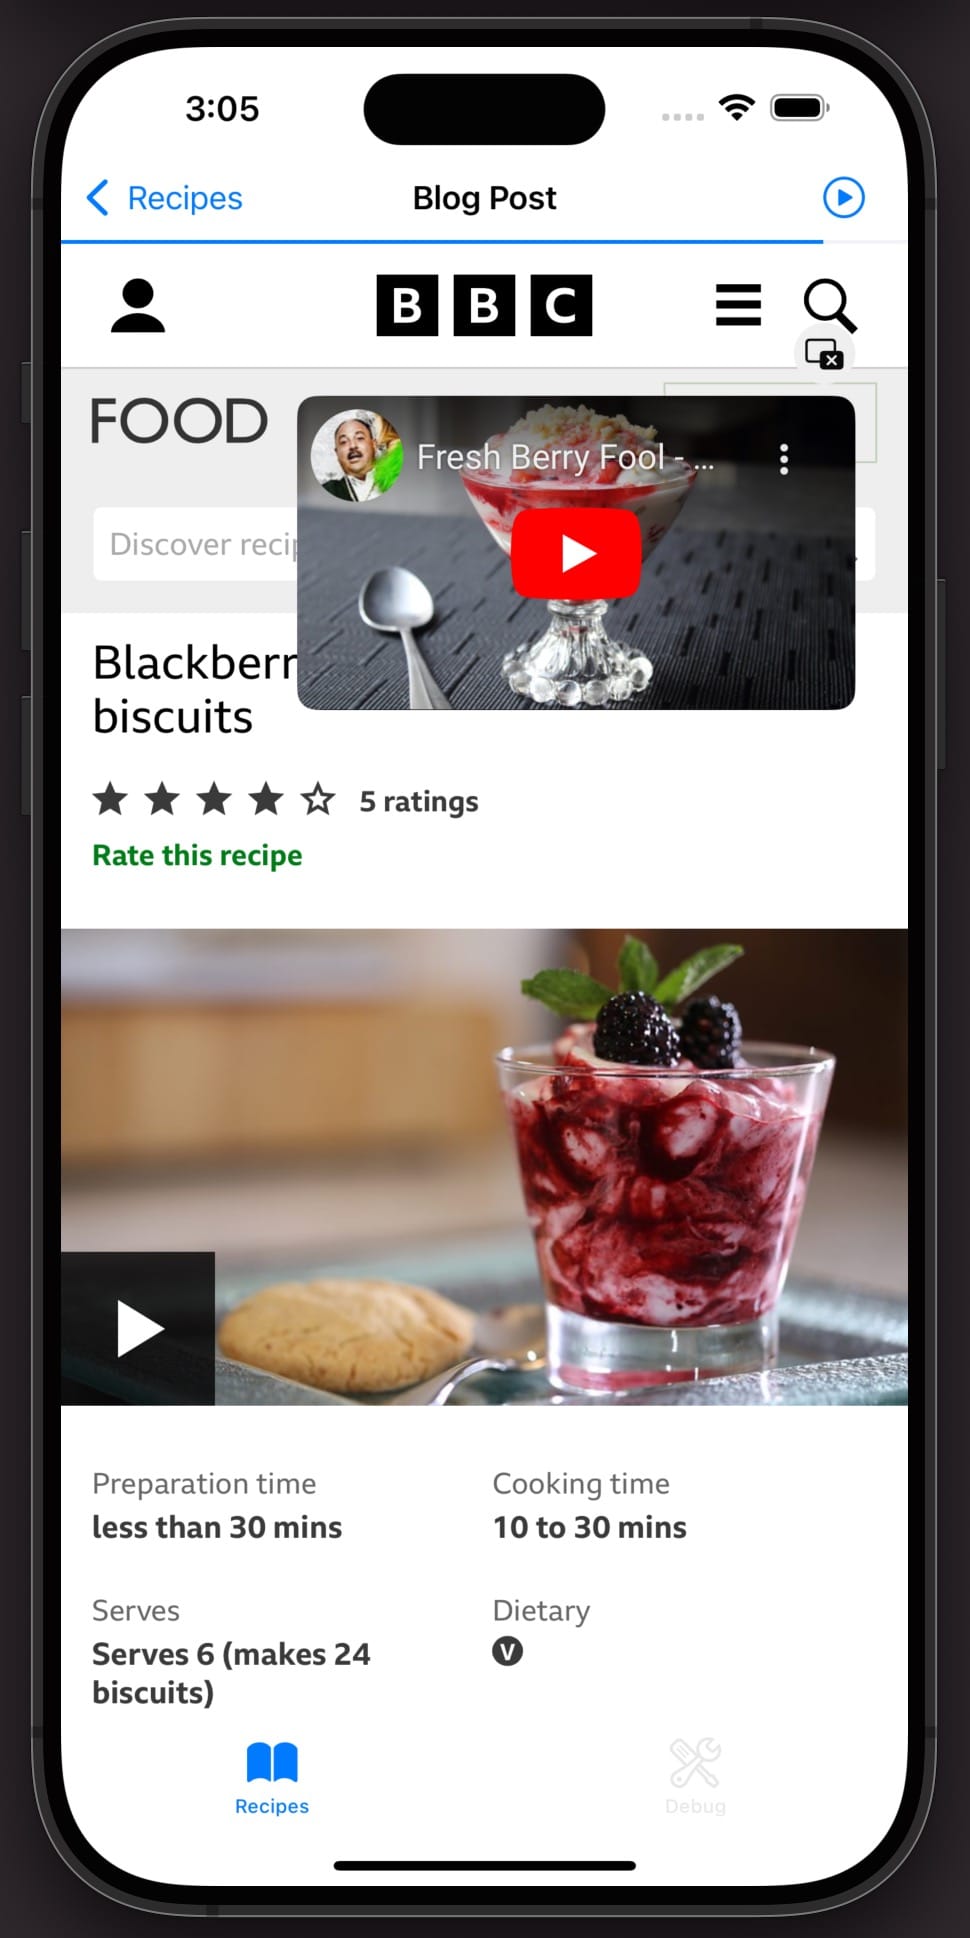 3:05
Recipes
Blog Post
BBC
FOOD
Fresh Berry Fool - ...
Discover
Blackberr
biscuits
5 ratings
Rate this recipe
Preparation time
Cooking time
less than 30 mins
10 to 30 mins
Serves
Dietary
Serves 6 (makes 24
V
biscuits)
Recipes
Debug